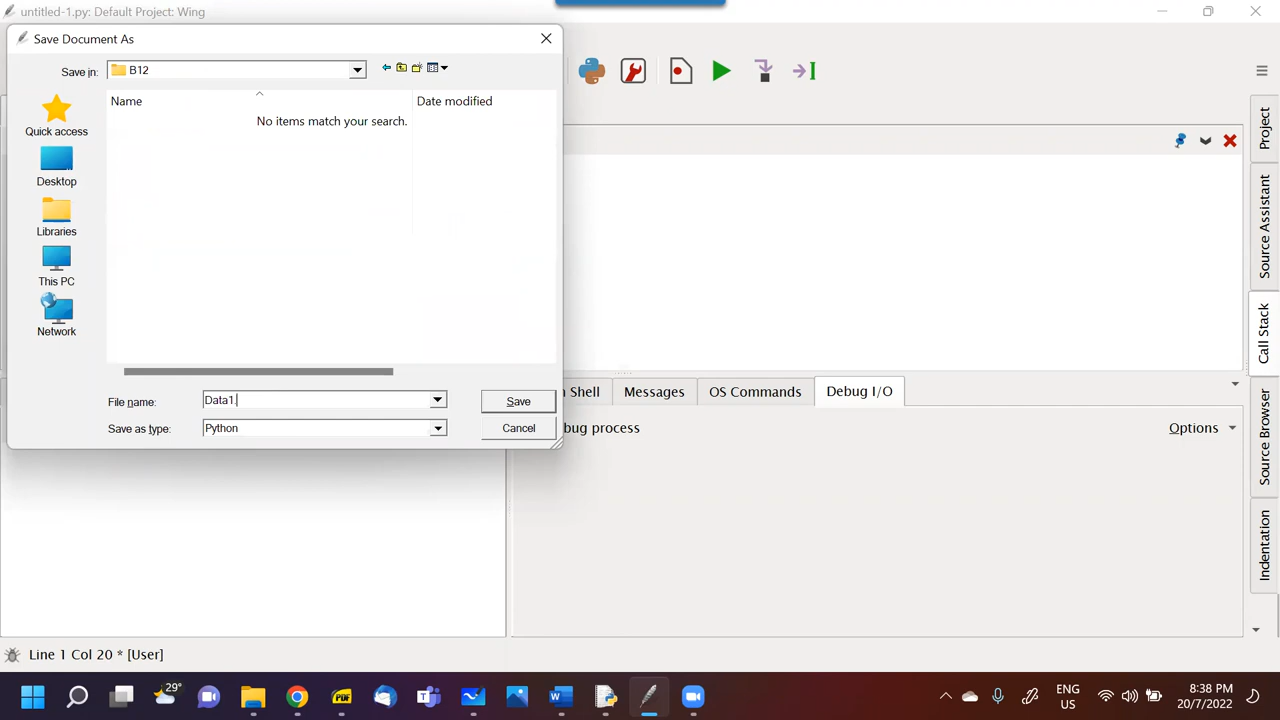 untitled-1.py: Default Project: Wing
Save Document As
Save in:
B12
Name
Date modified
No items match your search.
Quick access
Desktop
Libraries
This PC
Network
File name:
Data1.
Save
Save as type:
Python
Cancel
Shell
Messages
OS Commands
Debug I/O
bug process
Options
Project
Source Assistant
Call Stack
Source Browser
Indentation
Line 1 Col 20 * [User]
29°
PDF
ENG
US
8:38 PM
20/7/2022